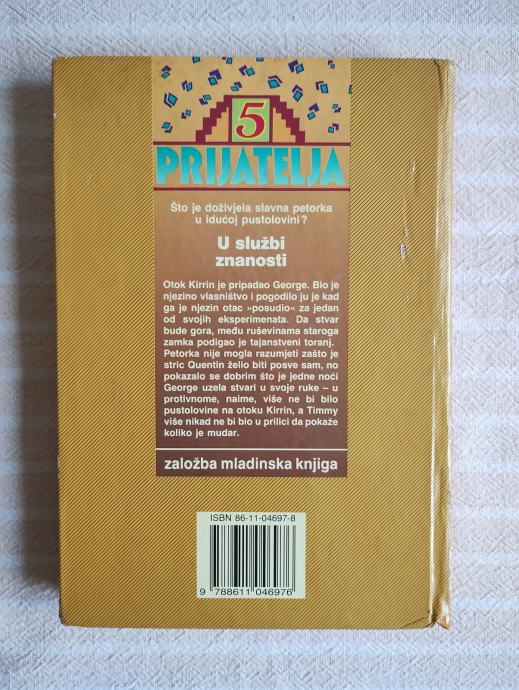 5
PRIJATELJA
Što je doživjela slavna petorka
u idućoj pustolovini?
U službi
znanosti
Otok Kirrin je pripadao George. Bio je
njezino vlasništvo i pogodilo ju je kad
ga je njezin otac »posudio« za jedan
od svojih eksperimenata. Da stvar
bude gora, među ruševinama staroga
zamka podigao je tajanstveni toranj.
Petorka nije mogla razumjeti zašto je
stric Quentin želio biti posve sam, no
pokazalo se dobrim što je jedne noći
George uzela stvari u svoje ruke – u
protivnome, naime, više ne bi bilo
pustolovine na otoku Kirrin, a Timmy
više nikad ne bi bio u prilici da pokaže
koliko je mudar.
založba mladinska knjiga
ISBN 86-11-04697-8
9 788611 046976